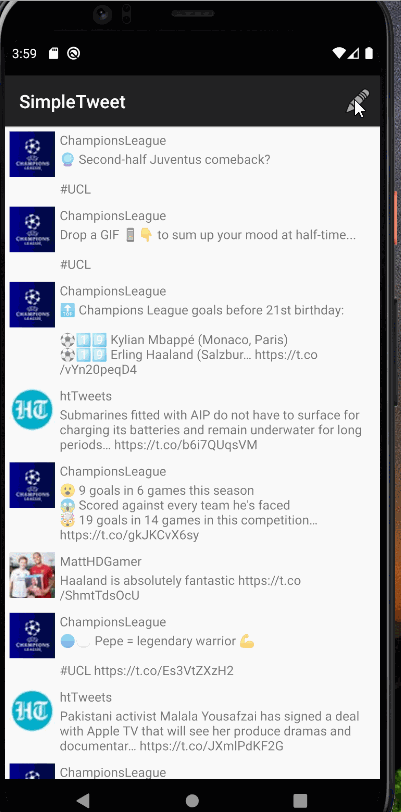 3:59
SimpleTweet
ChampionsLeague
🔮 Second-half Juventus comeback?
#UCL
ChampionsLeague
Drop a GIF 📱👇 to sum up your mood at half-time...
#UCL
ChampionsLeague
🔝 Champions League goals before 21st birthday:
⚽1️⃣9️⃣ Kylian Mbappé (Monaco, Paris)
⚽1️⃣9️⃣ Erling Haaland (Salzbur… https://t.co
/vYn20peqD4
htTweets
Submarines fitted with AIP do not have to surface for
charging its batteries and remain underwater for long
periods… https://t.co/b6i7QUqsVM
ChampionsLeague
😮 9 goals in 6 games this season
😱 Scored against every team he's faced
🤯 19 goals in 14 games in this competition…
https://t.co/gkJKCvX6sy
MattHDGamer
Haaland is absolutely fantastic https://t.co
/ShmtTdsOcU
ChampionsLeague
🔵⚪ Pepe = legendary warrior 💪
#UCL https://t.co/Es3VtZXzH2
htTweets
Pakistani activist Malala Yousafzai has signed a deal
with Apple TV that will see her produce dramas and
documentar… https://t.co/JXmlPdKF2G
ChampionsLeague